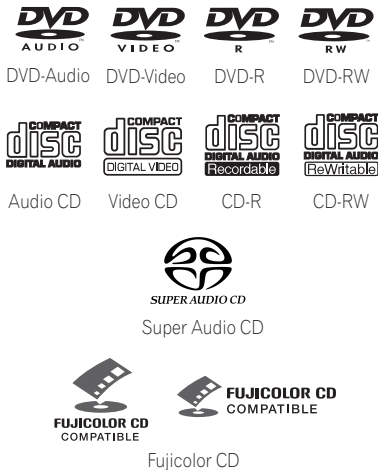 DVD DVD DVD DVD
AUDIO VIDEO R RW
DVD-Audio DVD-Video DVD-R DVD-RW
COMPACT COMPACT COMPACT COMPACT
disc disc disc disc
DIGITAL AUDIO DIGITAL VIDEO DIGITAL AUDIO DIGITAL AUDIO
Recordable ReWritable
Audio CD Video CD CD-R CD-RW
SUPER AUDIO CD
Super Audio CD
FUJICOLOR CD FUJICOLOR CD
COMPATIBLE COMPATIBLE
Fujicolor CD